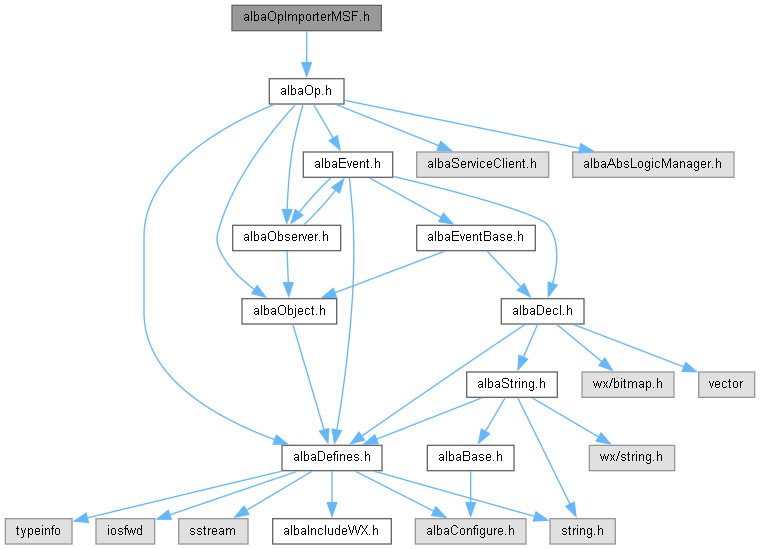 albaOpImporterMSF.h
albaOp.h
albaEvent.h
albaServiceClient.h
albaAbsLogicManager.h
albaObserver.h
albaEventBase.h
albaObject.h
albaDecl.h
albaString.h
wx/bitmap.h
vector
albaDefines.h
albaBase.h
wx/string.h
typeinfo
iosfwd
sstream
albaIncludeWX.h
albaConfigure.h
string.h